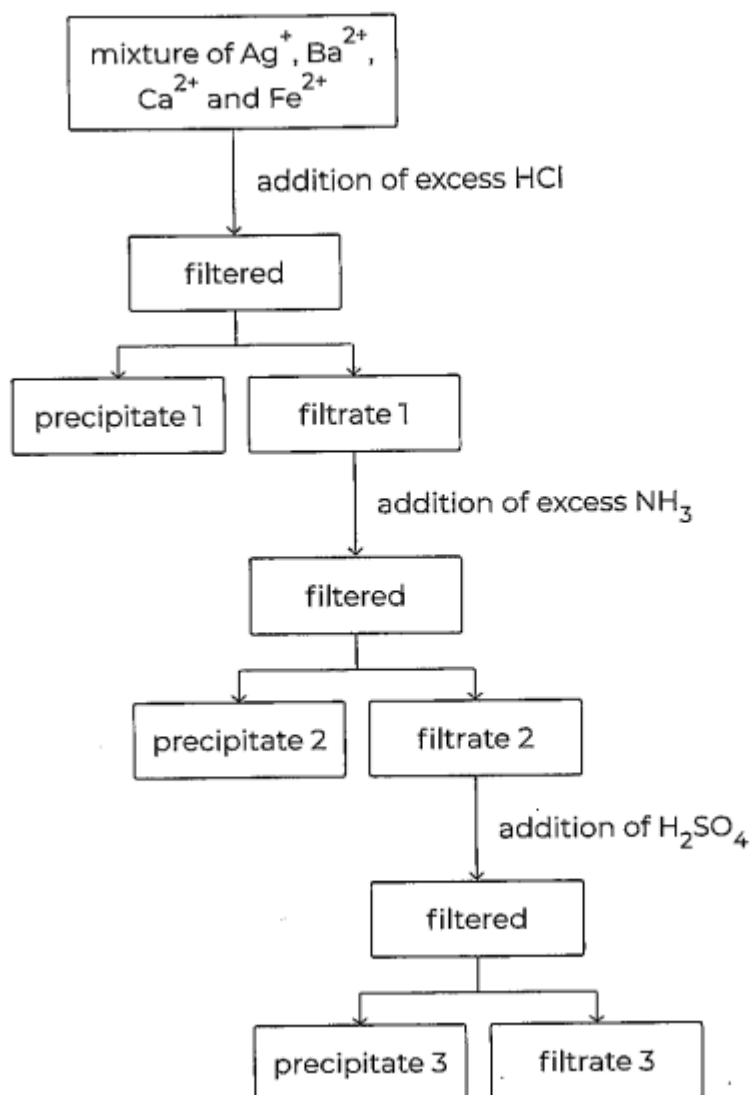 mixture of Ag⁺, Ba²⁺,
Ca²⁺ and Fe²⁺
addition of excess HCl
filtered
precipitate 1
filtrate 1
addition of excess NH₃
filtered
precipitate 2
filtrate 2
addition of H₂SO₄
filtered
precipitate 3
filtrate 3